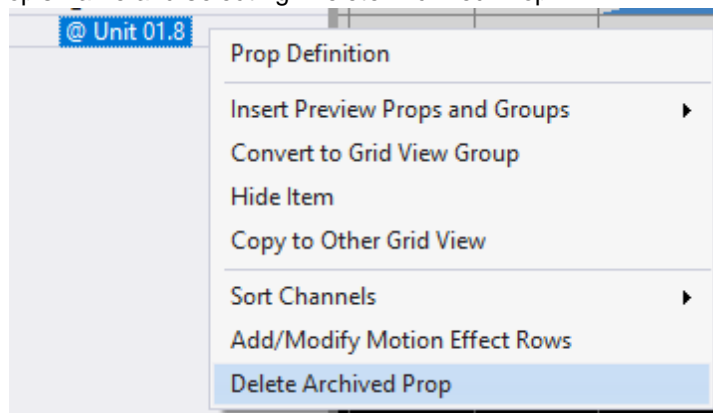 @ Unit 01.8
Prop Definition
Insert Preview Props and Groups
Convert to Grid View Group
Hide Item
Copy to Other Grid View
Sort Channels
Add/Modify Motion Effect Rows
Delete Archived Prop